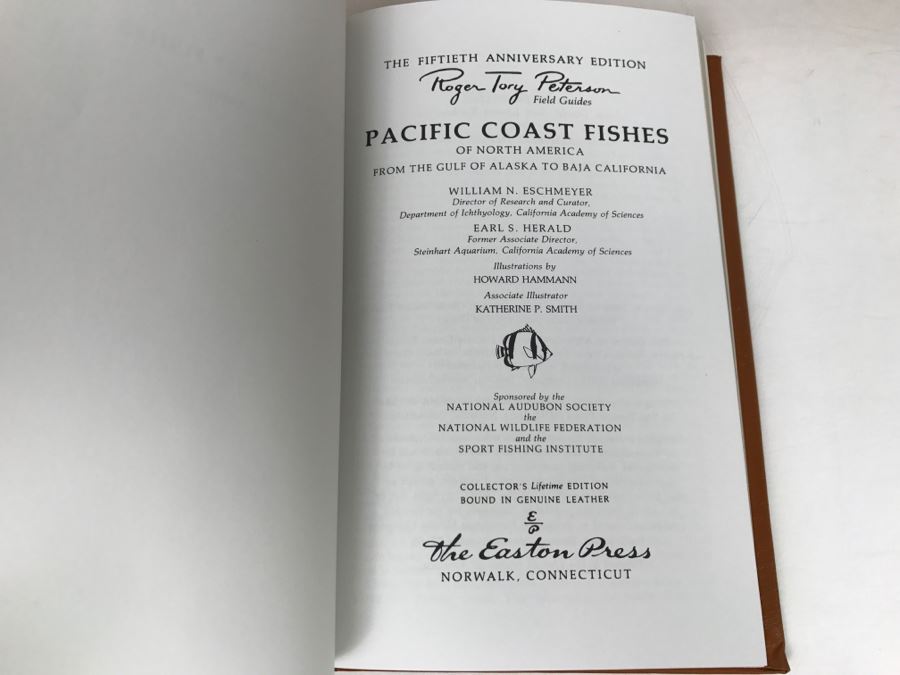 THE FIFTIETH ANNIVERSARY EDITION
Roger Tory Peterson
Field Guides
PACIFIC COAST FISHES
OF NORTH AMERICA
FROM THE GULF OF ALASKA TO BAJA CALIFORNIA
WILLIAM N. ESCHMEYER
Director of Research and Curator,
Department of Ichthyology, California Academy of Sciences
EARL S. HERALD
Former Associate Director,
Steinhart Aquarium, California Academy of Sciences
Illustrations by
HOWARD HAMMANN
Associate Illustrator
KATHERINE P. SMITH
Sponsored by the
NATIONAL AUDUBON SOCIETY
the
NATIONAL WILDLIFE FEDERATION
and the
SPORT FISHING INSTITUTE
COLLECTOR'S Lifetime EDITION
BOUND IN GENUINE LEATHER
E
P
The Easton Press
NORWALK, CONNECTICUT